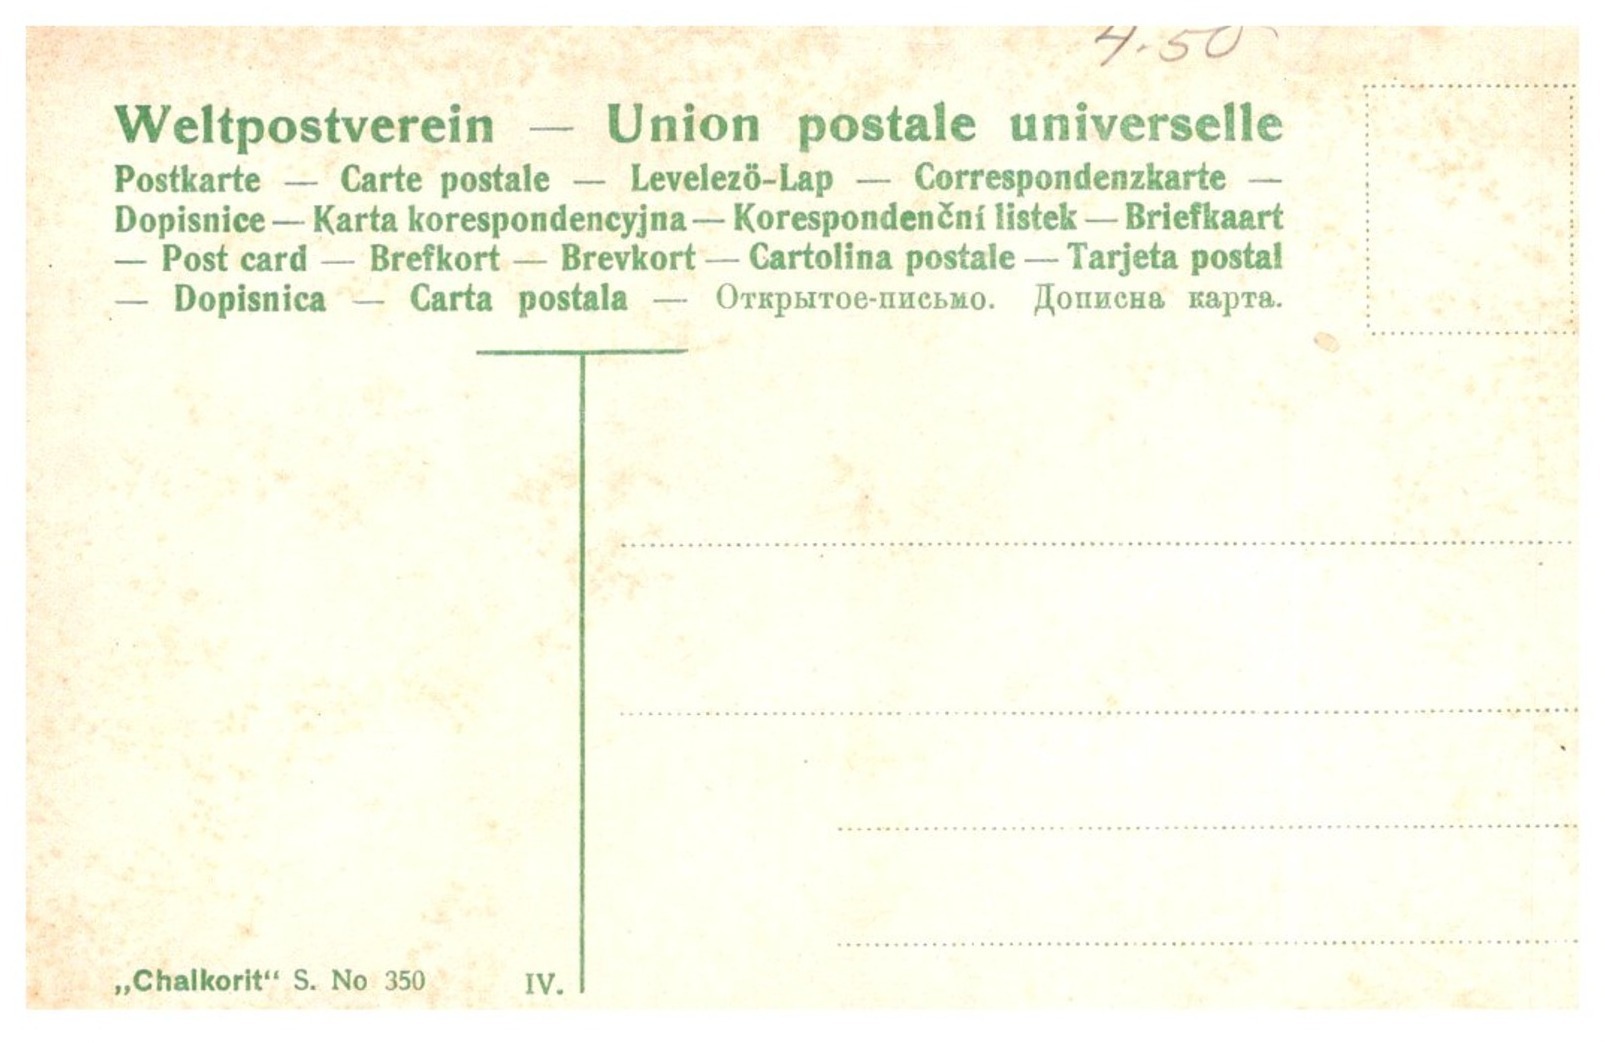 4.50
Weltpostverein — Union postale universelle
Postkarte — Carte postale — Levelező-Lap — Correspondenzkarte —
Dopisnice — Karta korespondencyjna — Korespondenční listek — Briefkaart
— Post card — Brefkort — Brevkort — Cartolina postale — Tarjeta postal
— Dopisnica — Carta postala — Открытое-письмо. Дописна карта.
„Chalkorit“ S. No 350 IV.